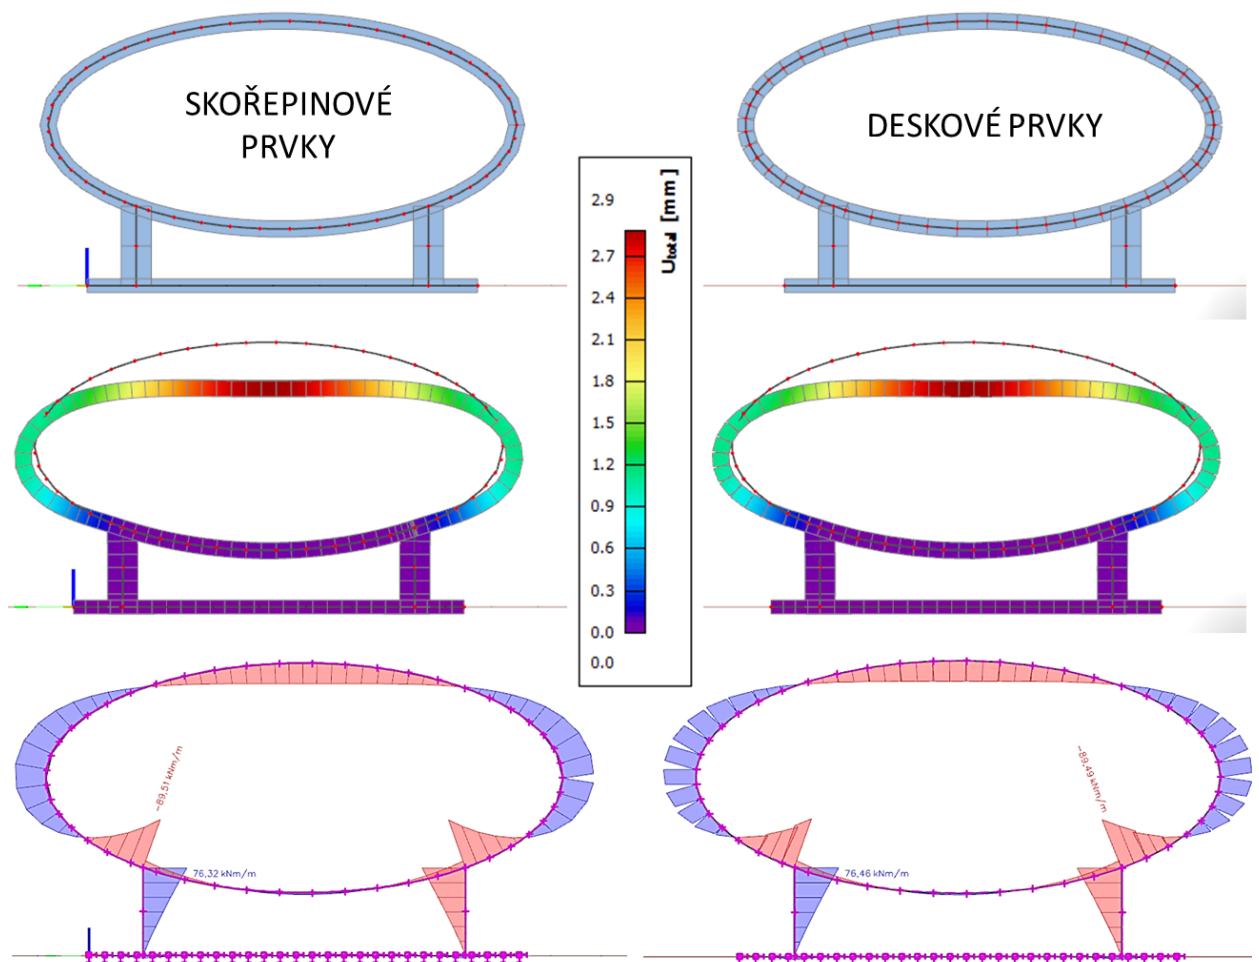 SKOŘEPINOVÉ
PRVKY
DESKOVÉ PRVKY
U_total [mm]
2.9
2.7
2.4
2.1
1.8
1.5
1.2
0.9
0.6
0.3
0.0
0.0
-89,51 kNm/m
76,32 kNm/m
-89,49 kNm/m
76,46 kNm/m